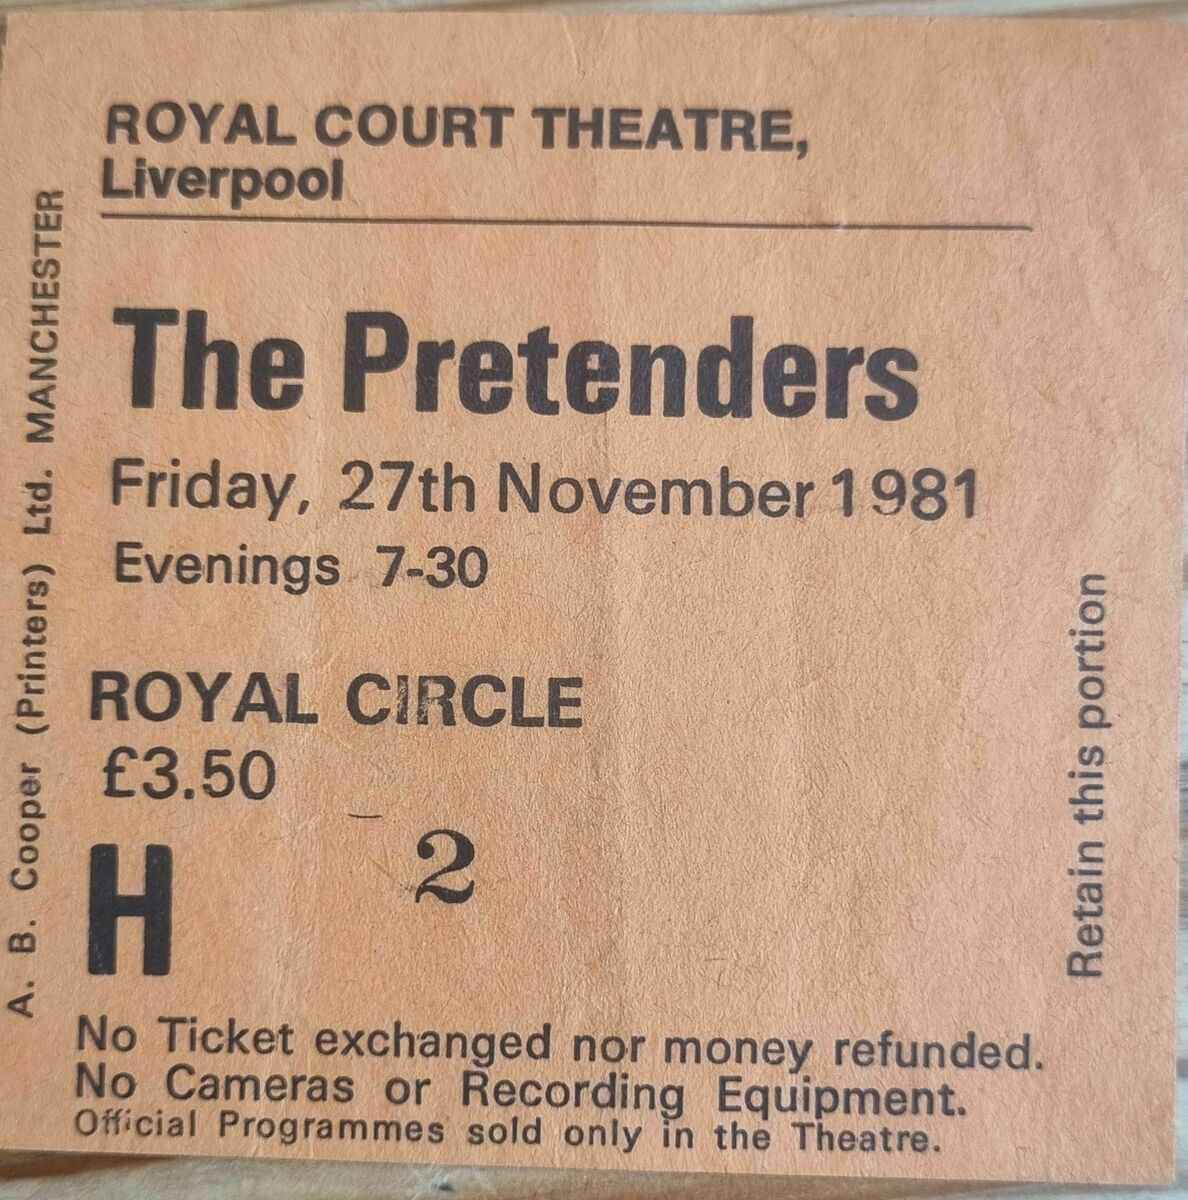 ROYAL COURT THEATRE,
Liverpool
The Pretenders
Friday, 27th November 1981
Evenings 7-30
ROYAL CIRCLE
£3.50
H 2
No Ticket exchanged nor money refunded.
No Cameras or Recording Equipment.
Official Programmes sold only in the Theatre.
A. B. Cooper (Printers) Ltd. MANCHESTER
Retain this portion